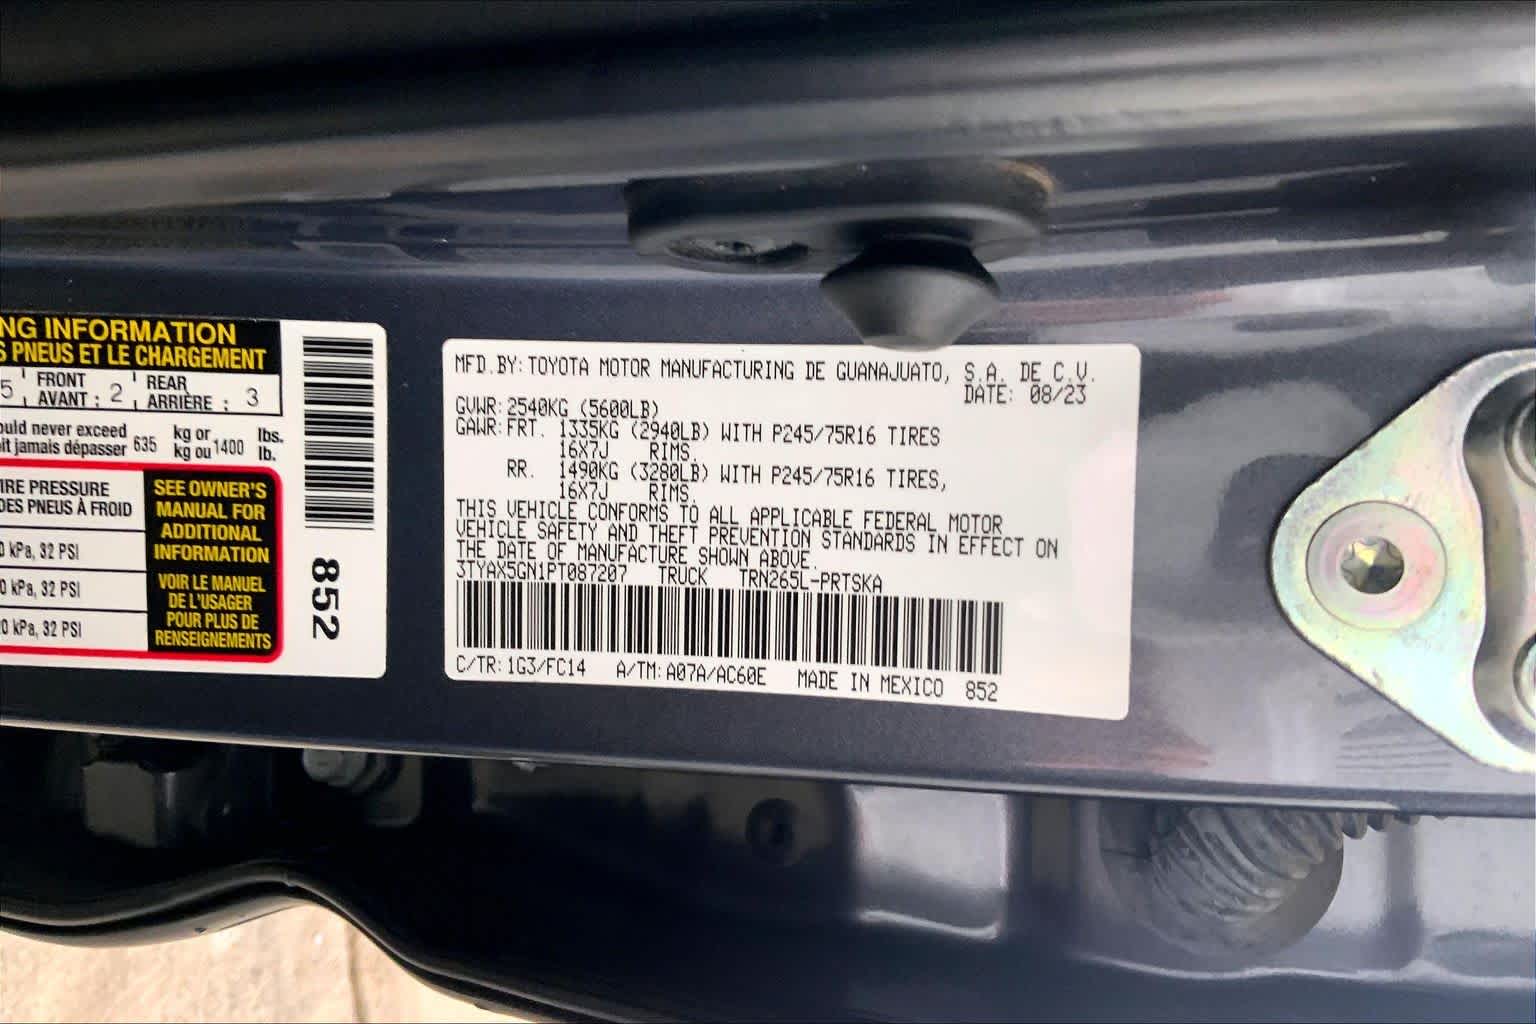 NG INFORMATION
S PNEUS ET LE CHARGEMENT
5 FRONT AVANT : 2 REAR ARRIÈRE : 3
ould never exceed
it jamais dépasser 635 kg or kg ou 1400 lbs. lb.
IRE PRESSURE
DES PNEUS À FROID
0 kPa, 32 PSI
0 kPa, 32 PSI
0 kPa, 32 PSI
SEE OWNER'S
MANUAL FOR
ADDITIONAL
INFORMATION
VOIR LE MANUEL
DE L'USAGER
POUR PLUS DE
RENSEIGNEMENTS
852
MFD.BY: TOYOTA MOTOR MANUFACTURING DE GUANAJUATO, S.A. DE C.V.
DATE: 08/23
GVWR: 2540KG (5600LB)
GAWR: FRT. 1335KG (2940LB) WITH P245/75R16 TIRES
16X7J RIMS.
RR. 1490KG (3280LB) WITH P245/75R16 TIRES,
16X7J RIMS.
THIS VEHICLE CONFORMS TO ALL APPLICABLE FEDERAL MOTOR
VEHICLE SAFETY AND THEFT PREVENTION STANDARDS IN EFFECT ON
THE DATE OF MANUFACTURE SHOWN ABOVE.
3TYAX5GN1PT087207 TRUCK TRN265L-PRTSKA
C/TR: 1G3/FC14 A/TM: A07A/AC60E MADE IN MEXICO 852